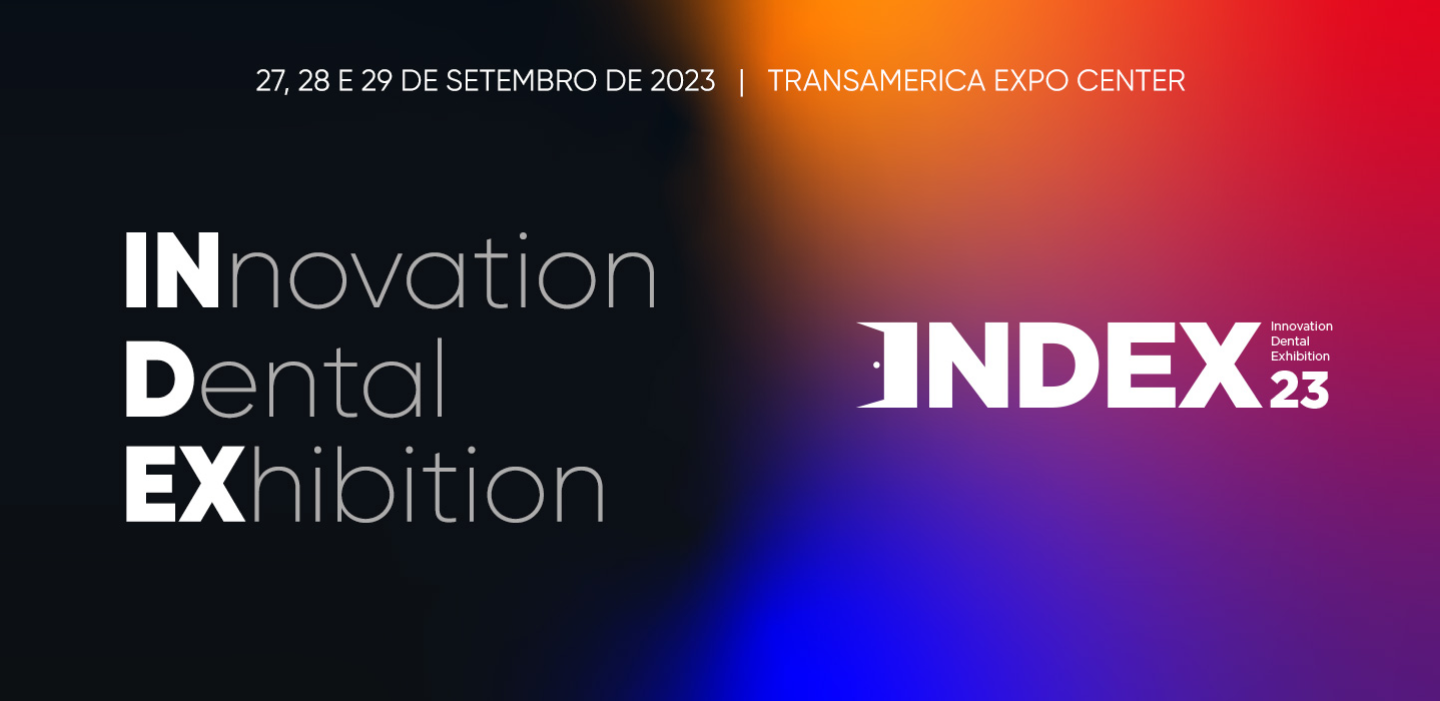 27, 28 E 29 DE SETEMBRO DE 2023 | TRANSAMERICA EXPO CENTER
INnovation
Dental
EXhibition
INDEX
Innovation
Dental
Exhibition
23